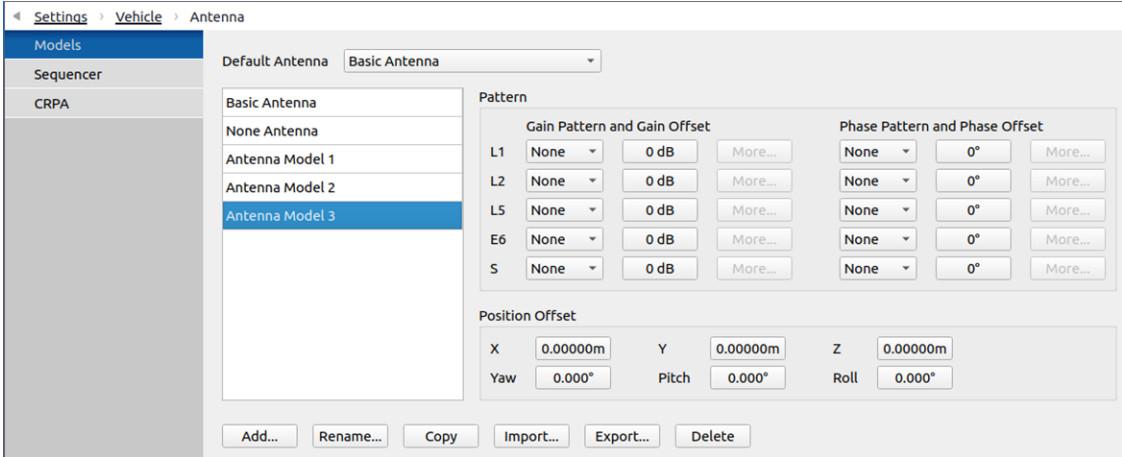 Settings Vehicle Antenna
Models
Sequencer
CRPA
Default Antenna Basic Antenna
Basic Antenna
None Antenna
Antenna Model 1
Antenna Model 2
Antenna Model 3
Pattern
Gain Pattern and Gain Offset Phase Pattern and Phase Offset
L1 None 0 dB More... None 0° More...
L2 None 0 dB More... None 0° More...
L5 None 0 dB More... None 0° More...
E6 None 0 dB More... None 0° More...
S None 0 dB More... None 0° More...
Position Offset
X 0.00000m Y 0.00000m Z 0.00000m
Yaw 0.000° Pitch 0.000° Roll 0.000°
Add... Rename... Copy Import... Export... Delete